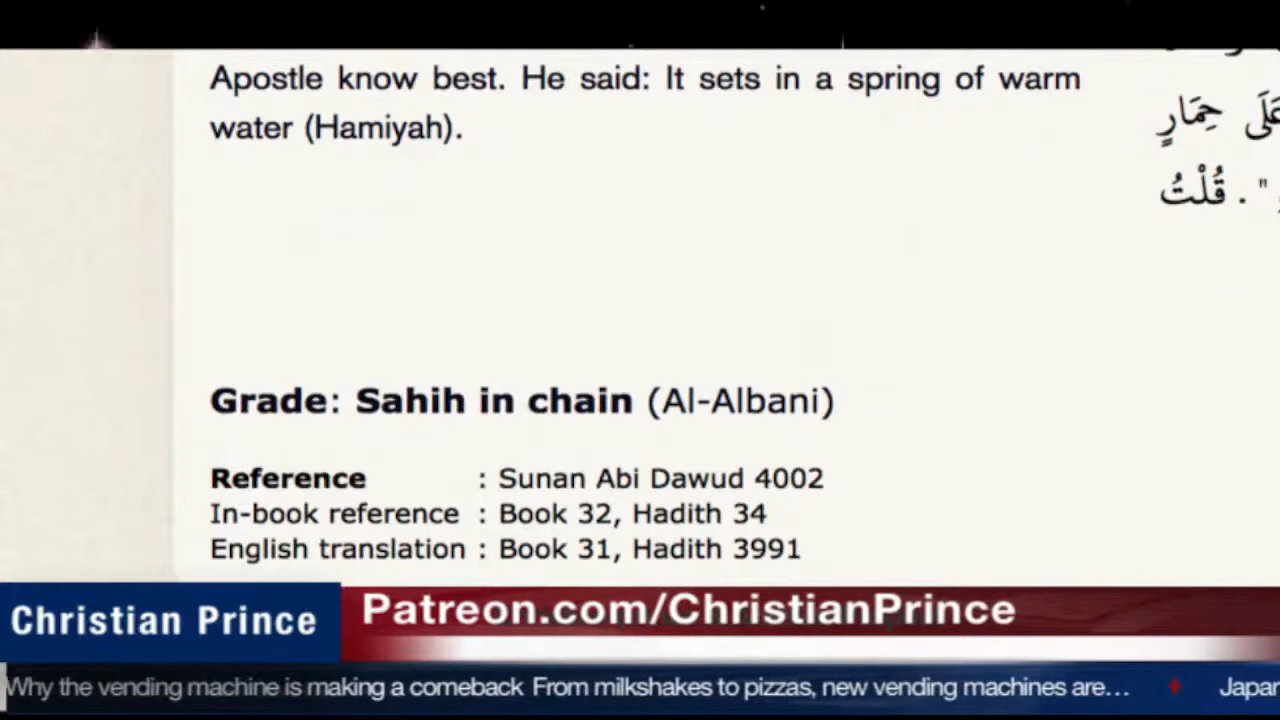 Apostle know best. He said: It sets in a spring of warm
water (Hamiyah).
عَلَى حِمَارٍ
" . قُلْتُ
Grade: Sahih in chain (Al-Albani)
Reference : Sunan Abi Dawud 4002
In-book reference : Book 32, Hadith 34
English translation : Book 31, Hadith 3991
Christian Prince
Patreon.com/ChristianPrince
Why the vending machine is making a comeback From milkshakes to pizzas, new vending machines are... ♦ Japan